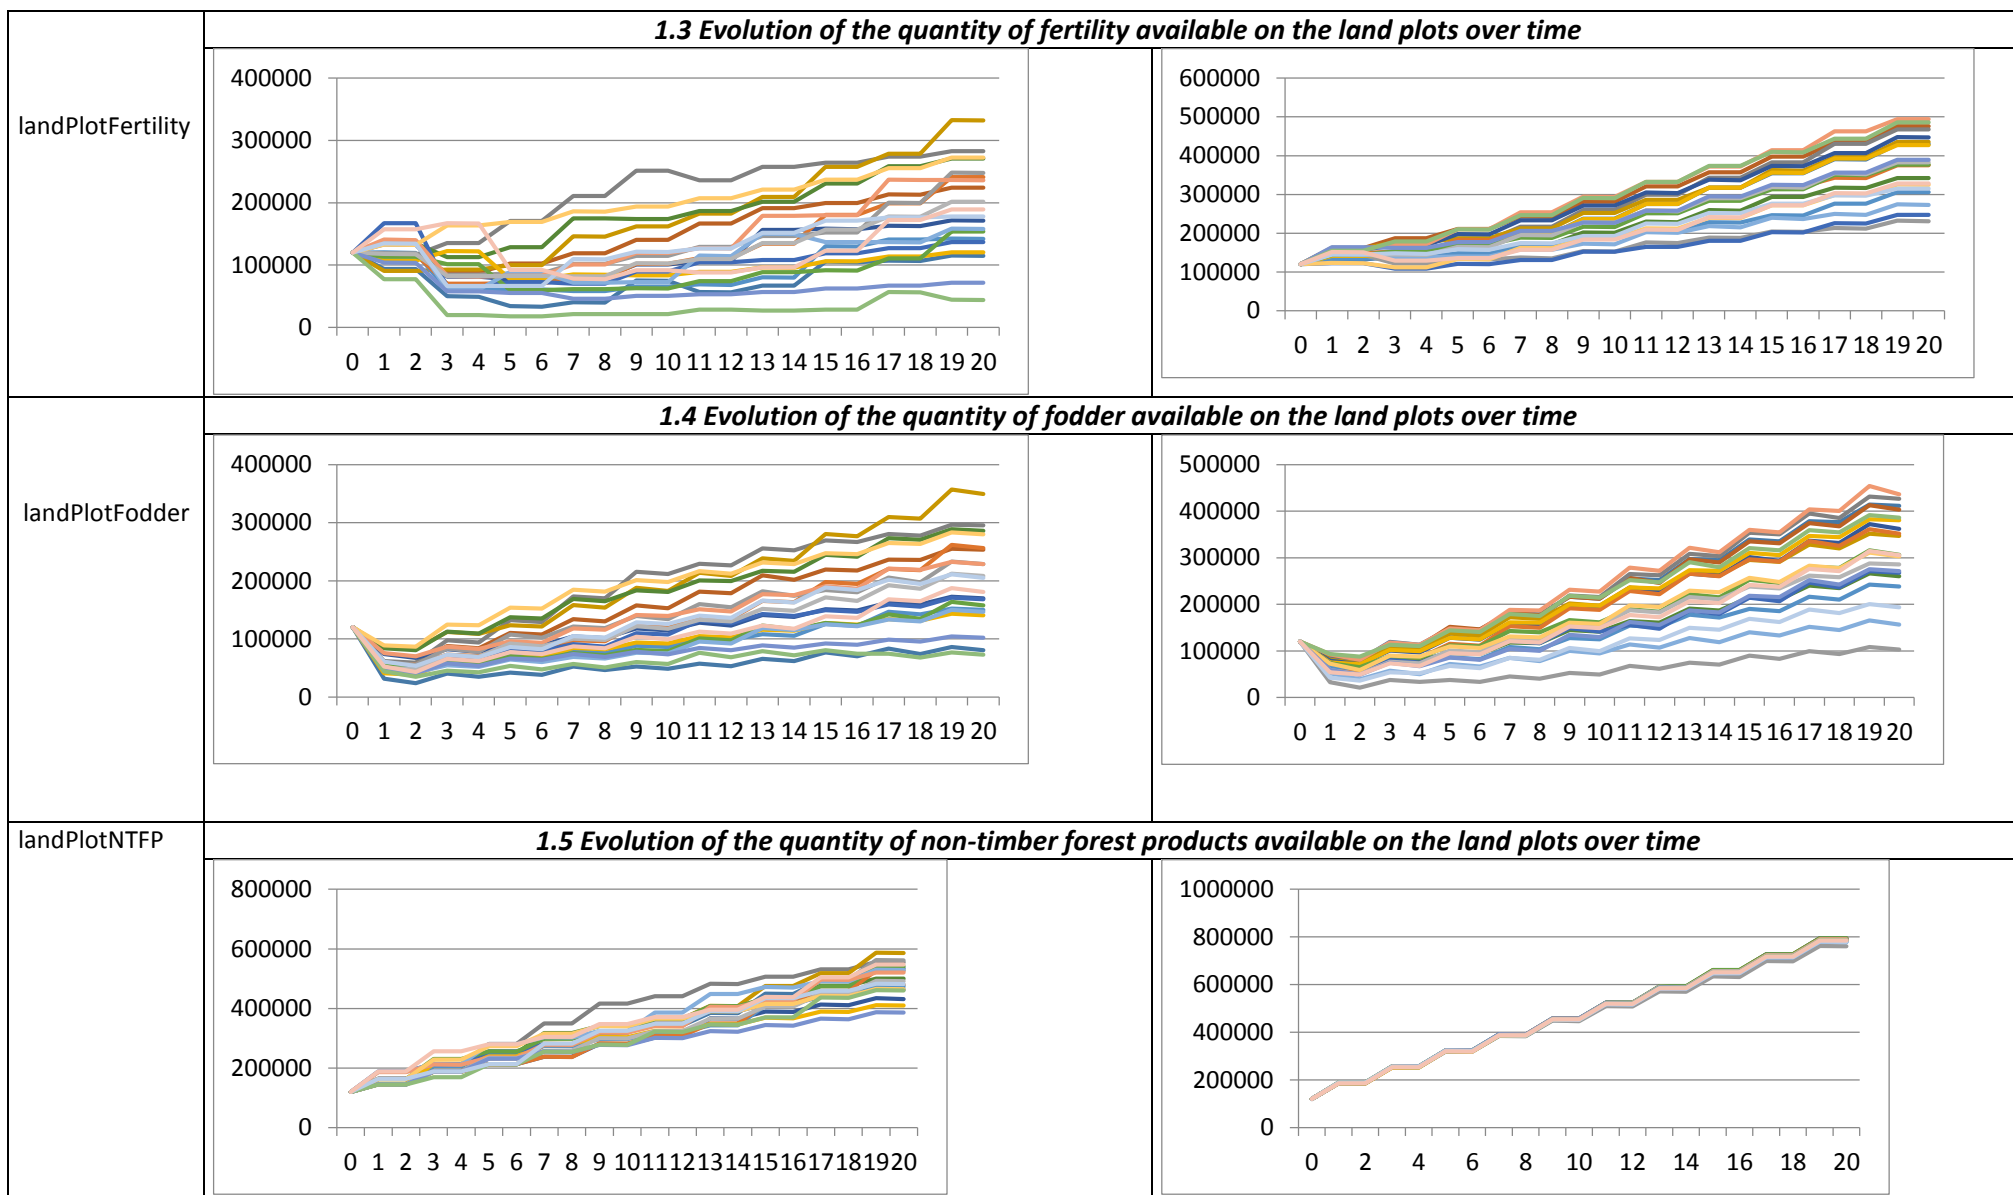 1.3 Evolution of the quantity of fertility available on the land plots over time
landPlotFertility
400000
300000
200000
100000
0
0 1 2 3 4 5 6 7 8 9 10 11 12 13 14 15 16 17 18 19 20
600000
500000
400000
300000
200000
100000
0
0 1 2 3 4 5 6 7 8 9 10 11 12 13 14 15 16 17 18 19 20
1.4 Evolution of the quantity of fodder available on the land plots over time
landPlotFodder
400000
300000
200000
100000
0
0 1 2 3 4 5 6 7 8 9 10 11 12 13 14 15 16 17 18 19 20
500000
400000
300000
200000
100000
0
0 1 2 3 4 5 6 7 8 9 10 11 12 13 14 15 16 17 18 19 20
landPlotNTFP
1.5 Evolution of the quantity of non-timber forest products available on the land plots over time
800000
600000
400000
200000
0
0 1 2 3 4 5 6 7 8 9 10 11 12 13 14 15 16 17 18 19 20
1000000
800000
600000
400000
200000
0
0 2 4 6 8 10 12 14 16 18 20